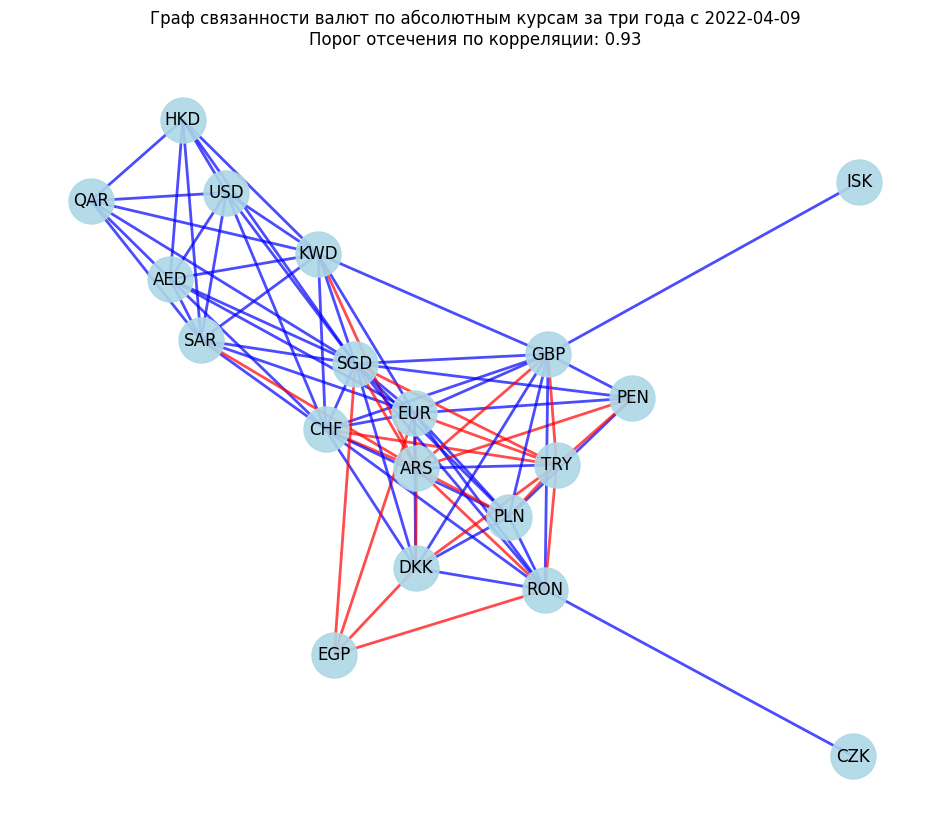 Граф связанности валют по абсолютным курсам за три года с 2022-04-09
Порог отсечения по корреляции: 0.93
HKD
ISK
USD
QAR
KWD
AED
SAR
GBP
SGD
PEN
EUR
CHF
TRY
ARS
PLN
DKK
RON
EGP
CZK